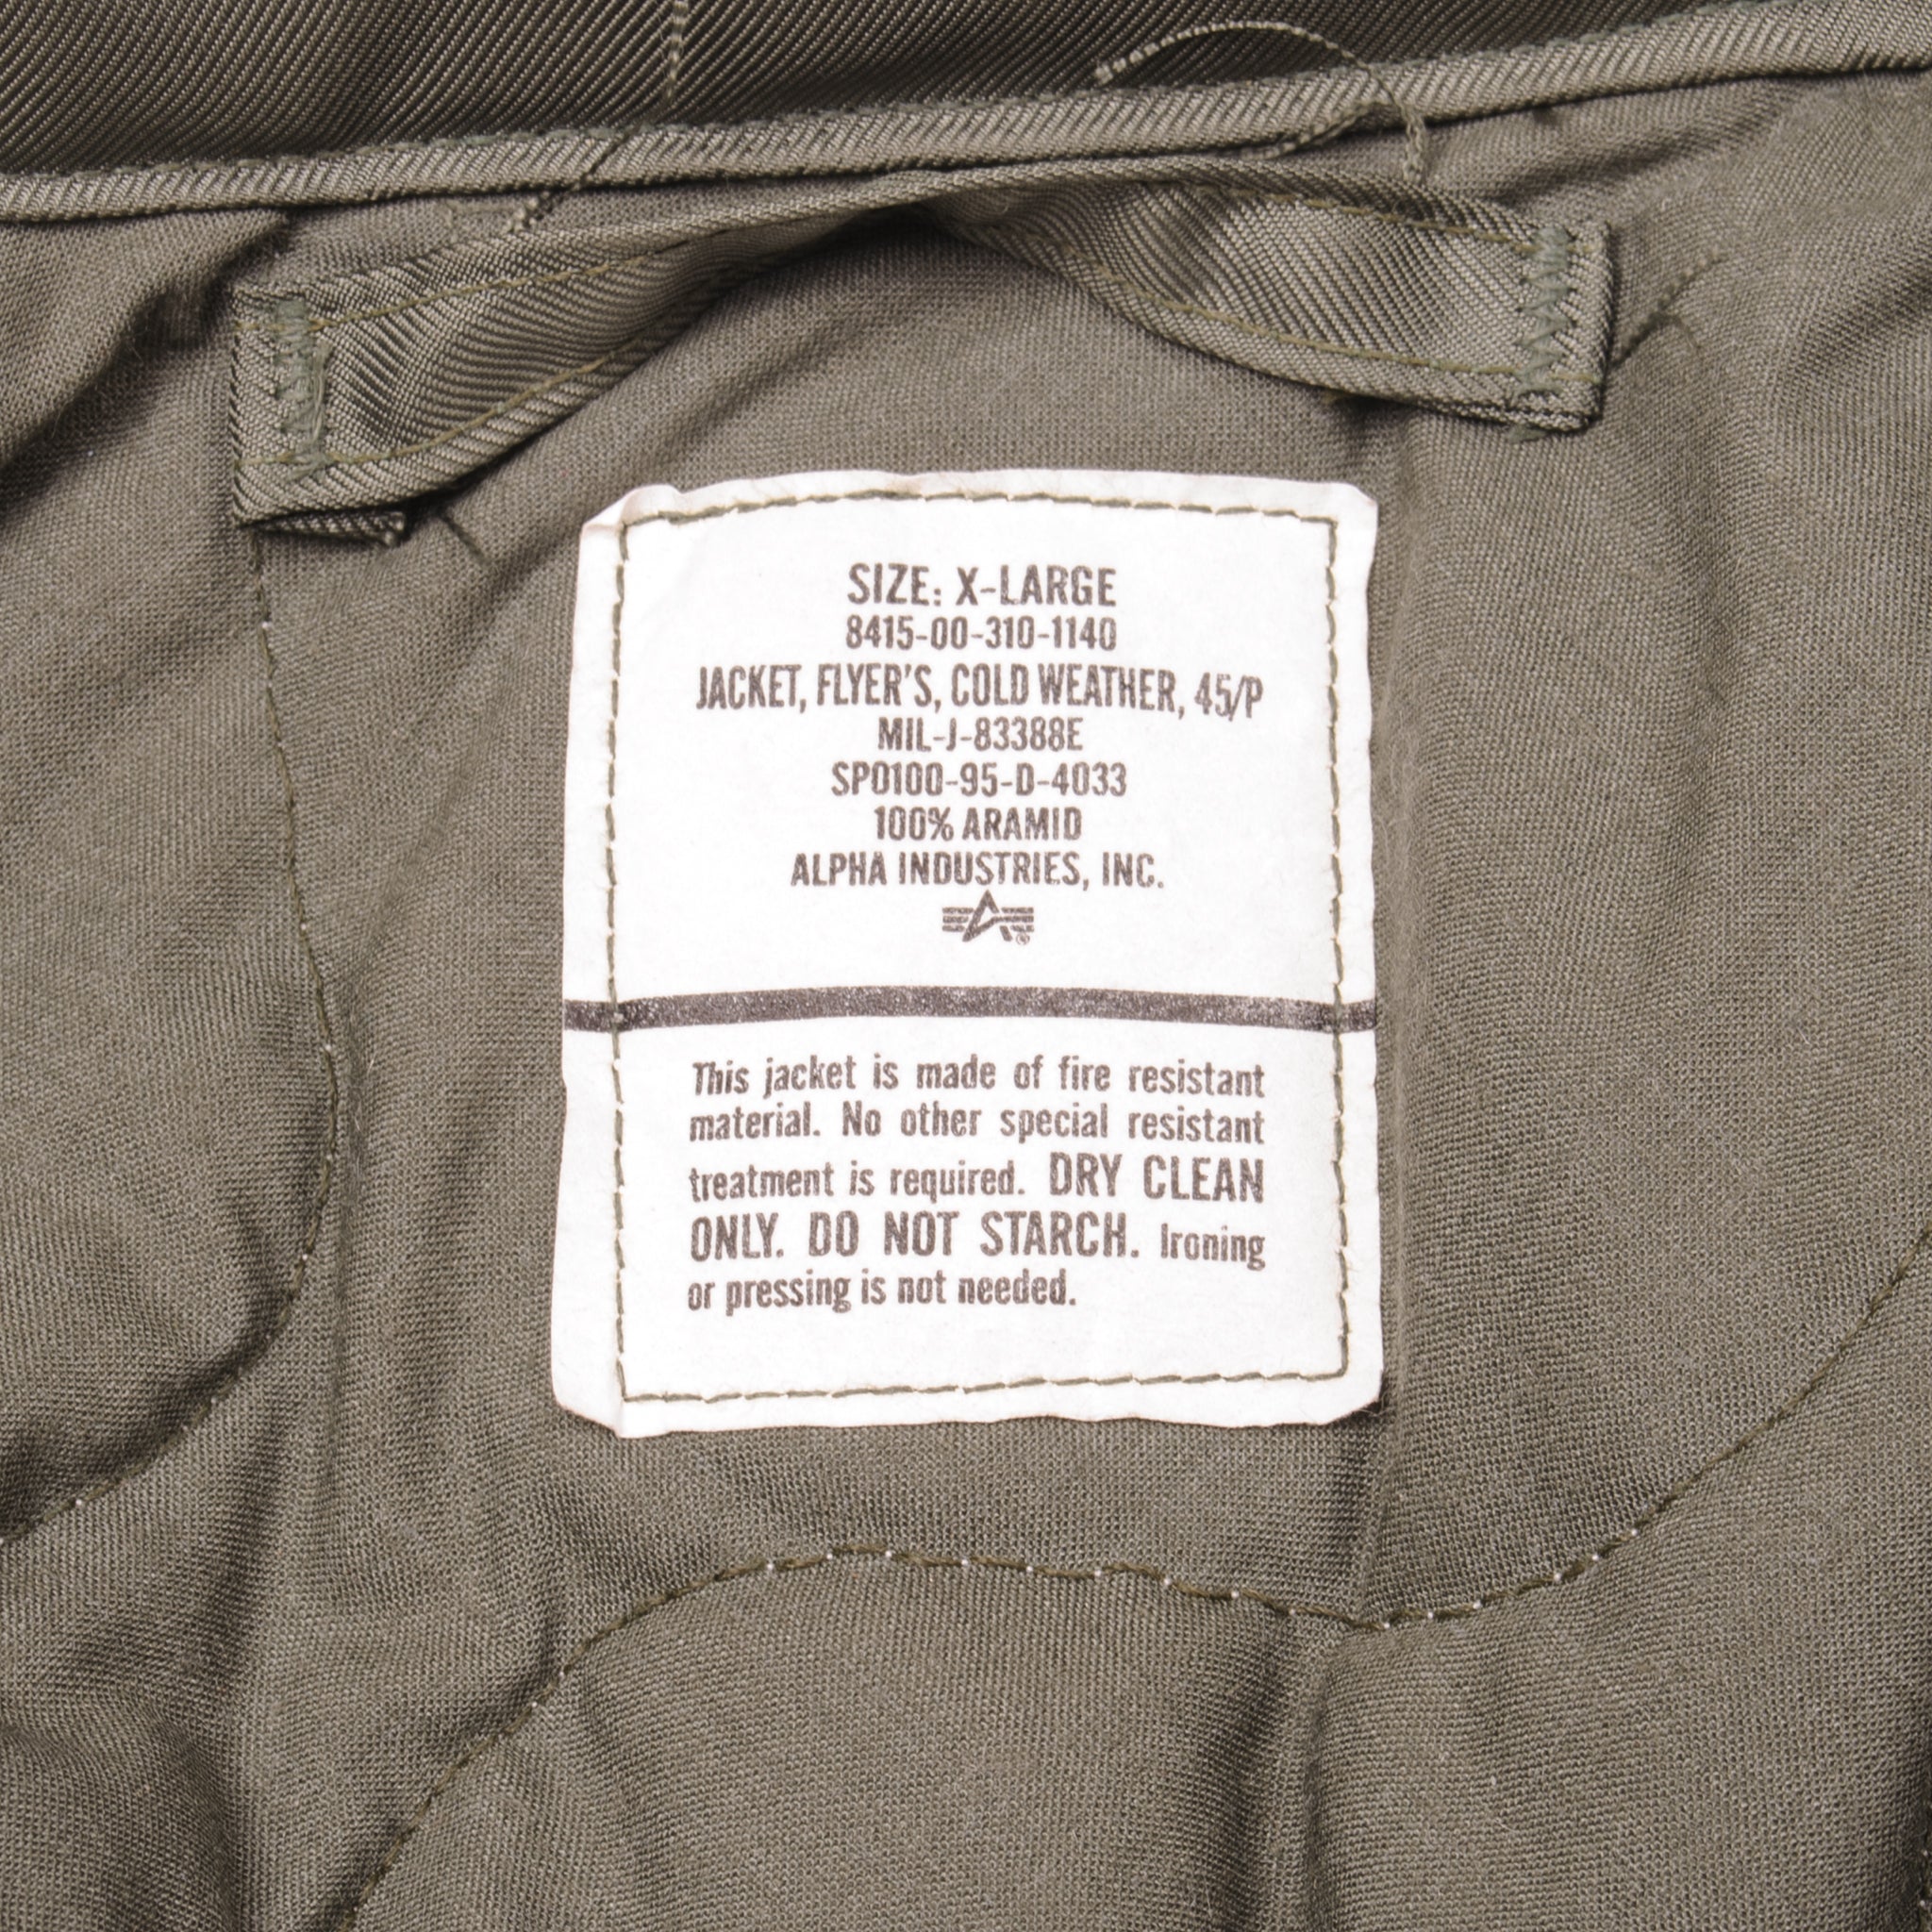 SIZE: X-LARGE
8415-00-310-1140
JACKET, FLYER'S, COLD WEATHER, 45/P
MIL-J-83388E
SPO100-95-D-4033
100% ARAMID
ALPHA INDUSTRIES, INC.
This jacket is made of fire resistant
material. No other special resistant
treatment is required. DRY CLEAN
ONLY. DO NOT STARCH. Ironing
or pressing is not needed.